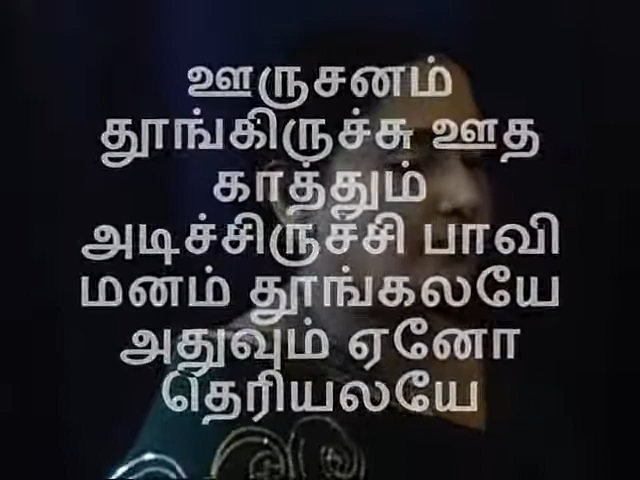 ஊருசனம்
தூங்கிருச்சு ஊத
காத்தும்
அடிச்சிருச்சி பாவி
மனம் தூங்கலயே
அதுவும் ஏனோ
தெரியலயே